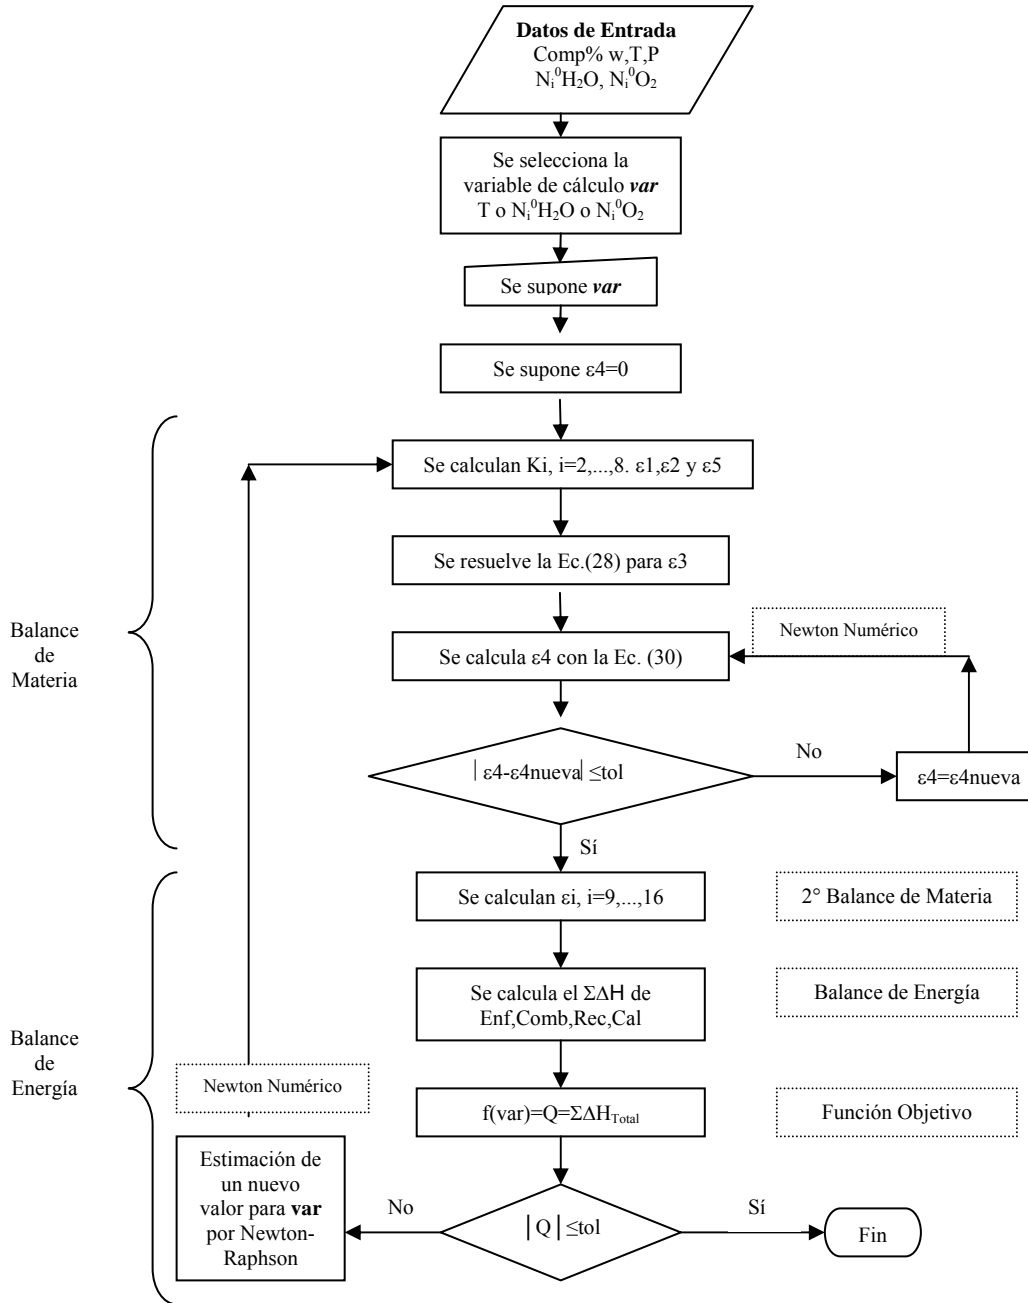 Datos de Entrada
Comp% w,T,P
Nᵢ⁰H₂O, Nᵢ⁰O₂
Se selecciona la
variable de cálculo var
T o Nᵢ⁰H₂O o Nᵢ⁰O₂
Se supone var
Se supone ε4=0
Se calculan Ki, i=2,...,8. ε1,ε2 y ε5
Se resuelve la Ec.(28) para ε3
Balance
de
Materia
Newton Numérico
Se calcula ε4 con la Ec. (30)
| ε4-ε4nueva| ≤tol
No
ε4=ε4nueva
Sí
Se calculan εi, i=9,...,16
2° Balance de Materia
Se calcula el ΣΔH de
Enf,Comb,Rec,Cal
Balance de Energía
Balance
de
Energía
Newton Numérico
f(var)=Q=ΣΔH_Total
Función Objetivo
Estimación de
un nuevo
valor para var
por Newton-
Raphson
No
|Q| ≤tol
Sí
Fin